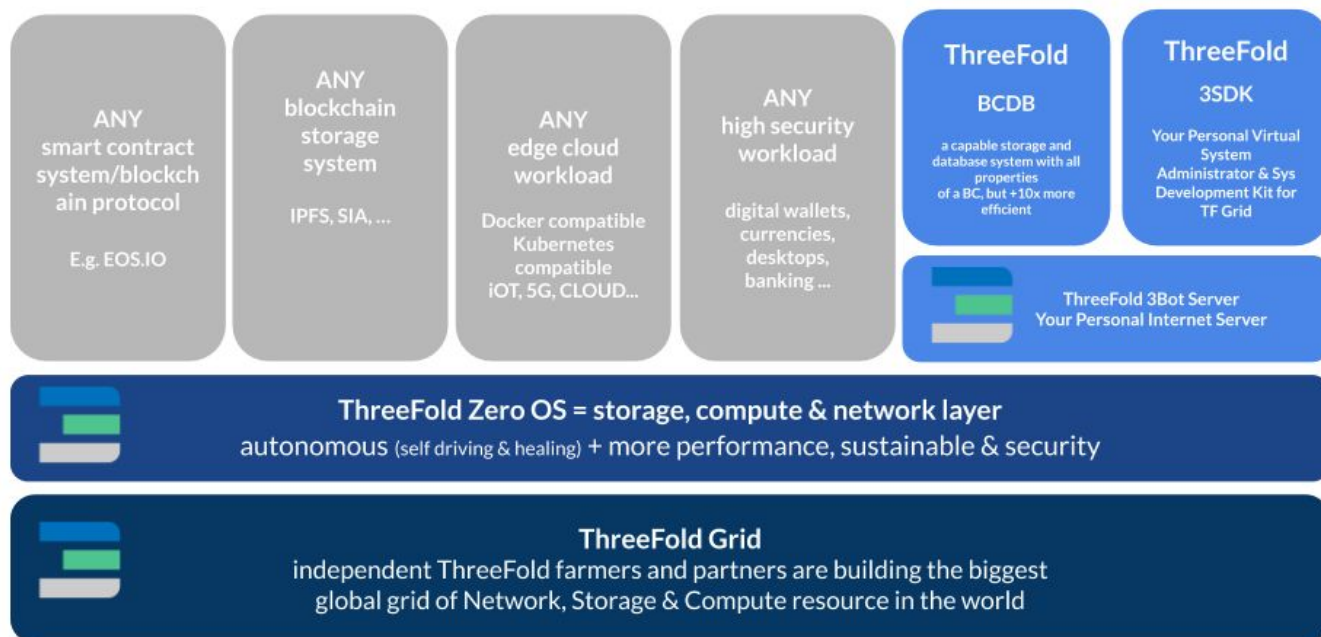 ANY
smart contract
system/blockch
ain protocol
E.g. EOS.IO
ANY
blockchain
storage
system
IPFS, SIA, ...
ANY
edge cloud
workload
Docker compatible
Kubernetes
compatible
iOT, 5G, CLOUD...
ANY
high security
workload
digital wallets,
currencies,
desktops,
banking ...
ThreeFold
BCDB
a capable storage and
database system with all
properties
of a BC, but +10x more
efficient
ThreeFold
3SDK
Your Personal Virtual
System
Administrator & Sys
Development Kit for
TF Grid
ThreeFold 3Bot Server
Your Personal Internet Server
ThreeFold Zero OS = storage, compute & network layer
autonomous (self driving & healing) + more performance, sustainable & security
ThreeFold Grid
independent ThreeFold farmers and partners are building the biggest
global grid of Network, Storage & Compute resource in the world